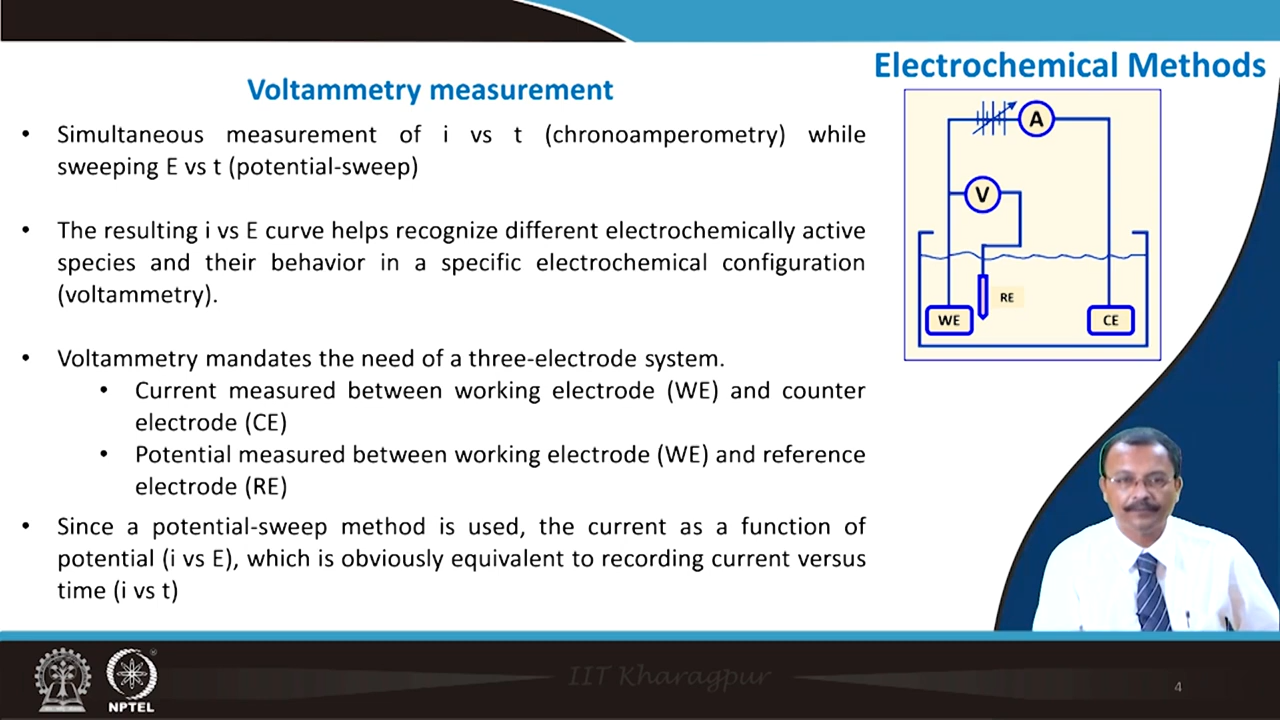 Electrochemical Methods
Voltammetry measurement
• Simultaneous measurement of i vs t (chronoamperometry) while
sweeping E vs t (potential-sweep)
• The resulting i vs E curve helps recognize different electrochemically active
species and their behavior in a specific electrochemical configuration
(voltammetry).
• Voltammetry mandates the need of a three-electrode system.
• Current measured between working electrode (WE) and counter
electrode (CE)
• Potential measured between working electrode (WE) and reference
electrode (RE)
• Since a potential-sweep method is used, the current as a function of
potential (i vs E), which is obviously equivalent to recording current versus
time (i vs t)
A
V
RE
WE
CE
NPTEL
IIT Kharagpur
4